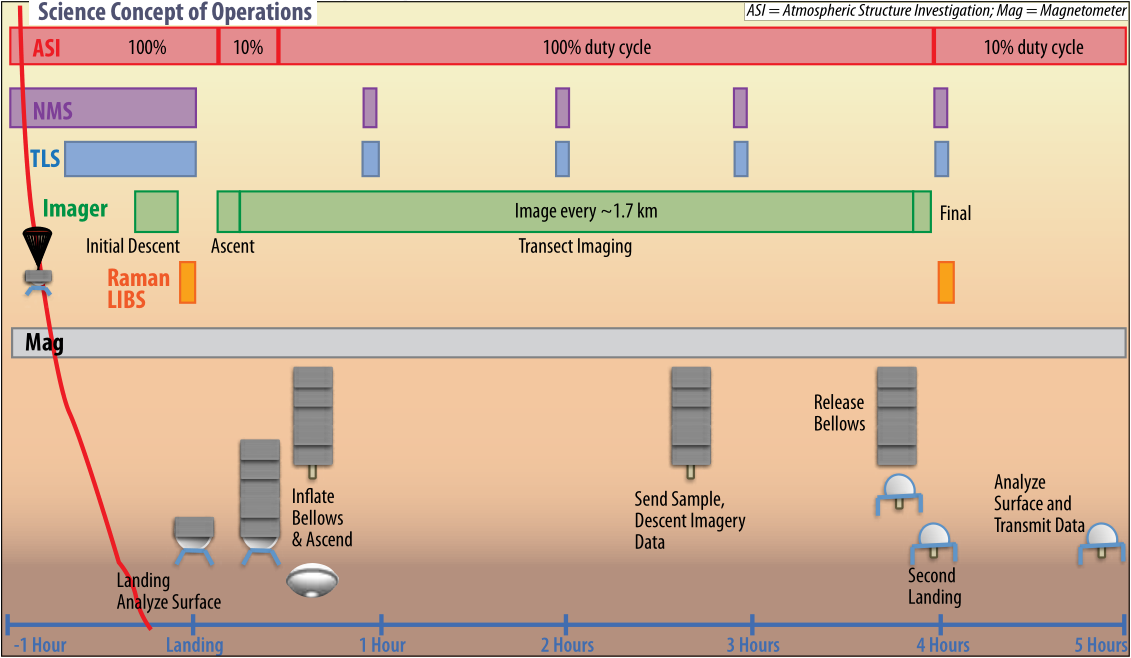 Science Concept of Operations
ASI = Atmospheric Structure Investigation; Mag = Magnetometer
ASI
100%
10%
100% duty cycle
10% duty cycle
NMS
TLS
Imager
Image every ~1.7 km
Final
Initial Descent
Ascent
Transect Imaging
Raman
LIBS
Mag
Release
Bellows
Inflate
Bellows
& Ascend
Send Sample,
Descent Imagery
Data
Analyze
Surface and
Transmit Data
Landing
Analyze Surface
Second
Landing
-1 Hour
Landing
1 Hour
2 Hours
3 Hours
4 Hours
5 Hours